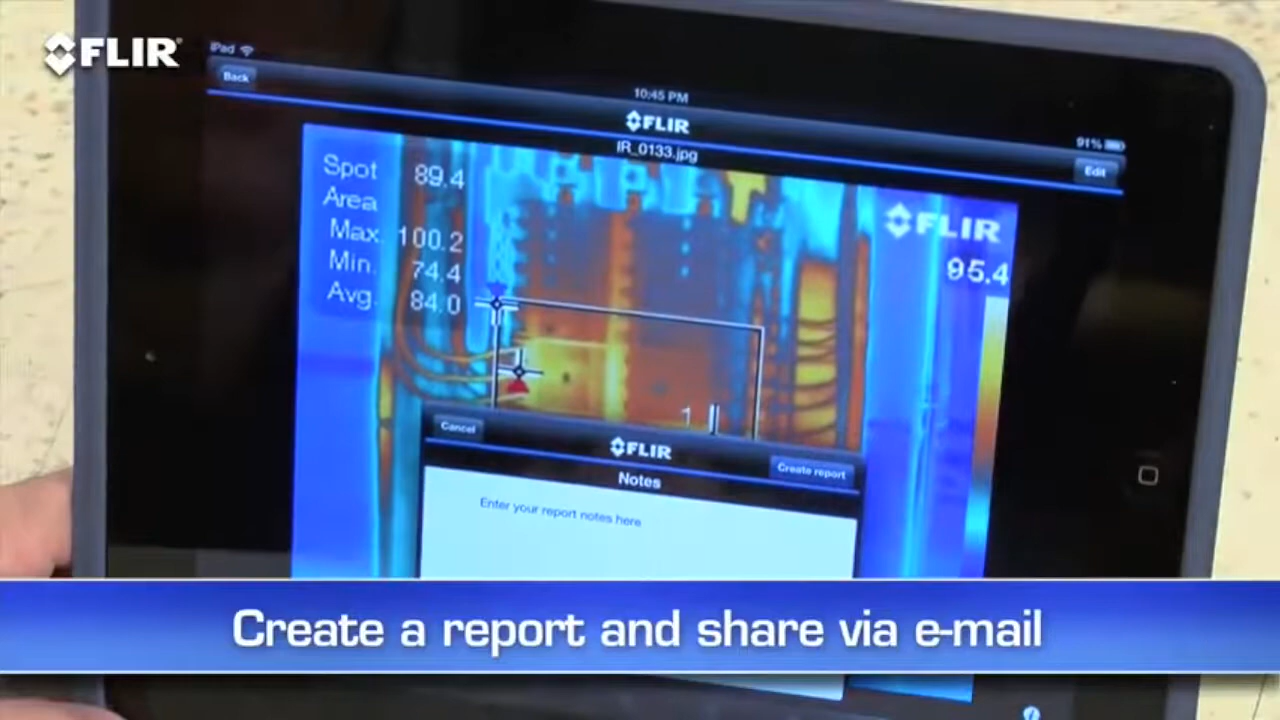 FLIR
iPad
10:45 PM
91%
Back
FLIR
IR_0133.jpg
Edit
Spot 89.4
Area
Max. 100.2
Min. 74.4
Avg. 84.0
FLIR
95.4
1
Cancel
FLIR
Create report
Notes
Enter your report notes here
Create a report and share via e-mail